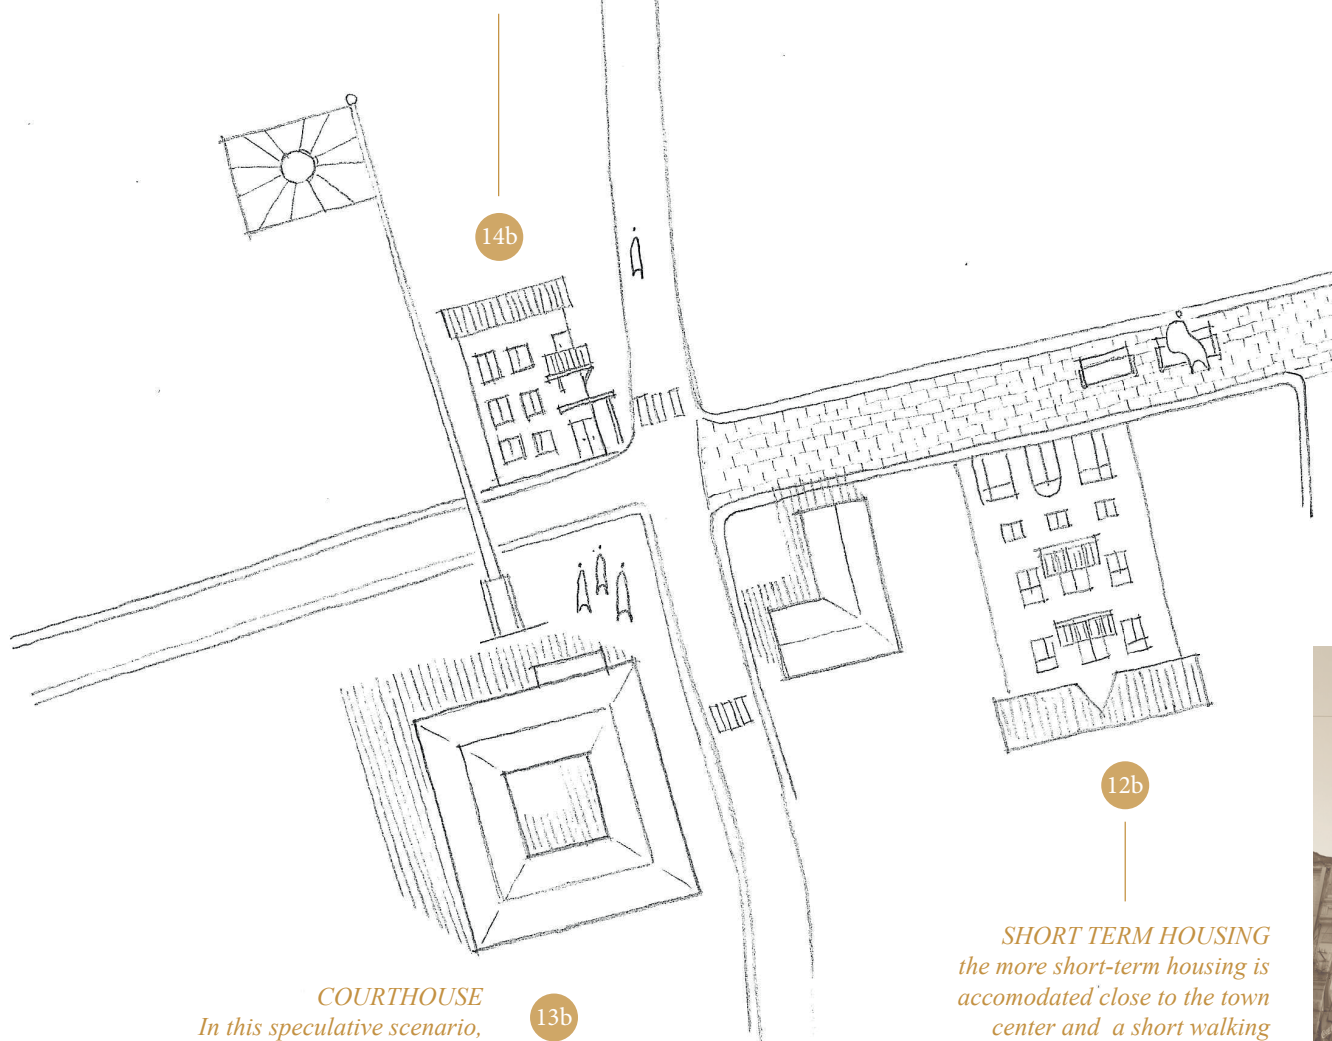 14b
12b
SHORT TERM HOUSING
the more short-term housing is
accomodated close to the town
center and a short walking
COURTHOUSE
In this speculative scenario,
13b